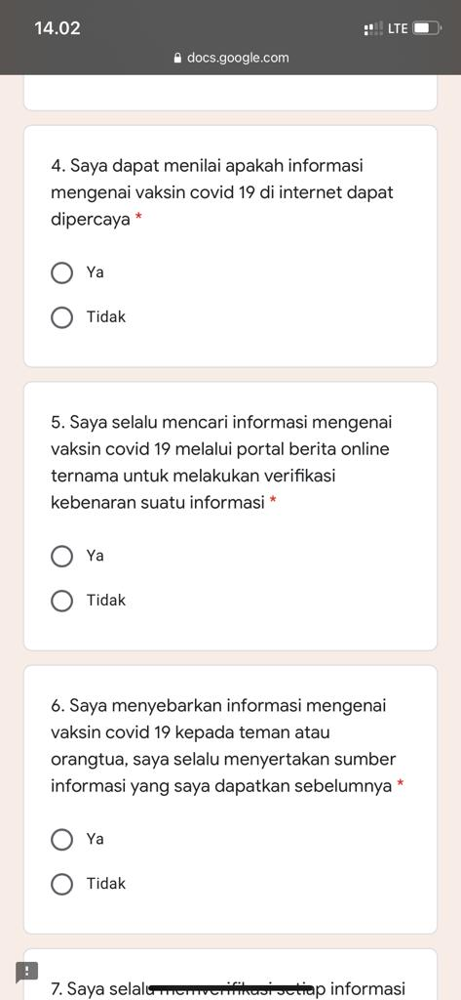 14.02
LTE
docs.google.com
4. Saya dapat menilai apakah informasi
mengenai vaksin covid 19 di internet dapat
dipercaya *
Ya
Tidak
5. Saya selalu mencari informasi mengenai
vaksin covid 19 melalui portal berita online
ternama untuk melakukan verifikasi
kebenaran suatu informasi *
Ya
Tidak
6. Saya menyebarkan informasi mengenai
vaksin covid 19 kepada teman atau
orangtua, saya selalu menyertakan sumber
informasi yang saya dapatkan sebelumnya *
Ya
Tidak
7. Saya selalu memverifikasi setiap informasi